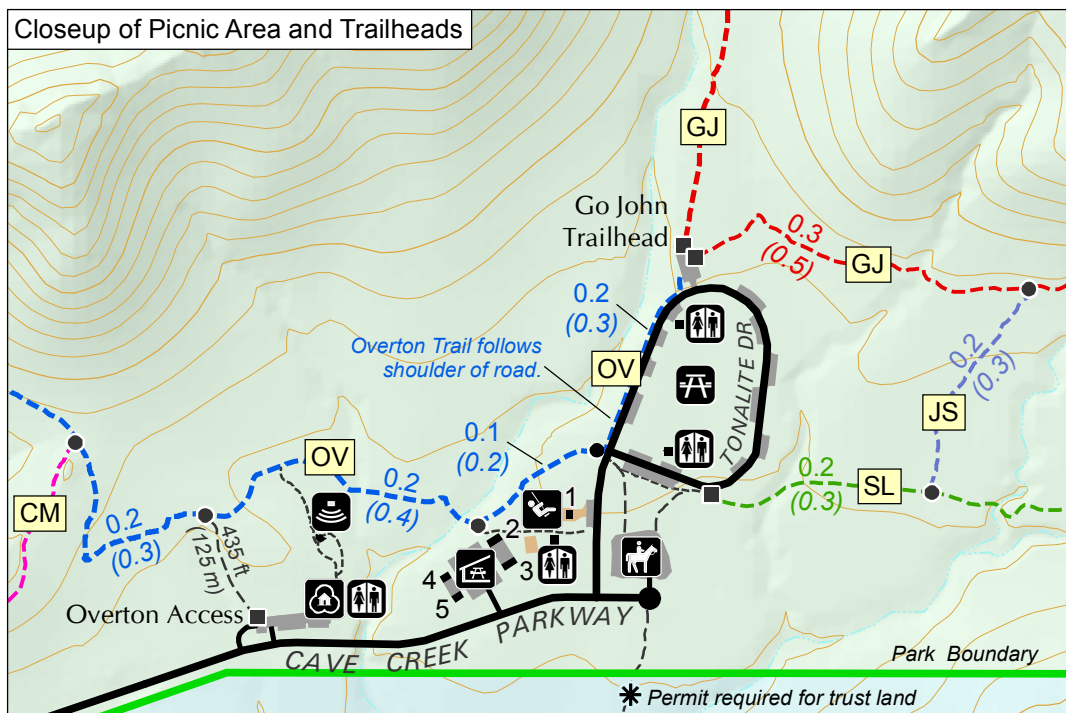 Closeup of Picnic Area and Trailheads
GJ
Go John
Trailhead
0.3
(0.5)
GJ
0.2
(0.3)
Overton Trail follows
shoulder of road.
OV
TONALITE DR
0.2
(0.3)
JS
0.1
(0.2)
OV
0.2
(0.4)
0.2
(0.3)
SL
CM
0.2
(0.3)
435 ft
(125 m)
1
2
3
4
5
Overton Access
CAVE CREEK PARKWAY
Park Boundary
* Permit required for trust land